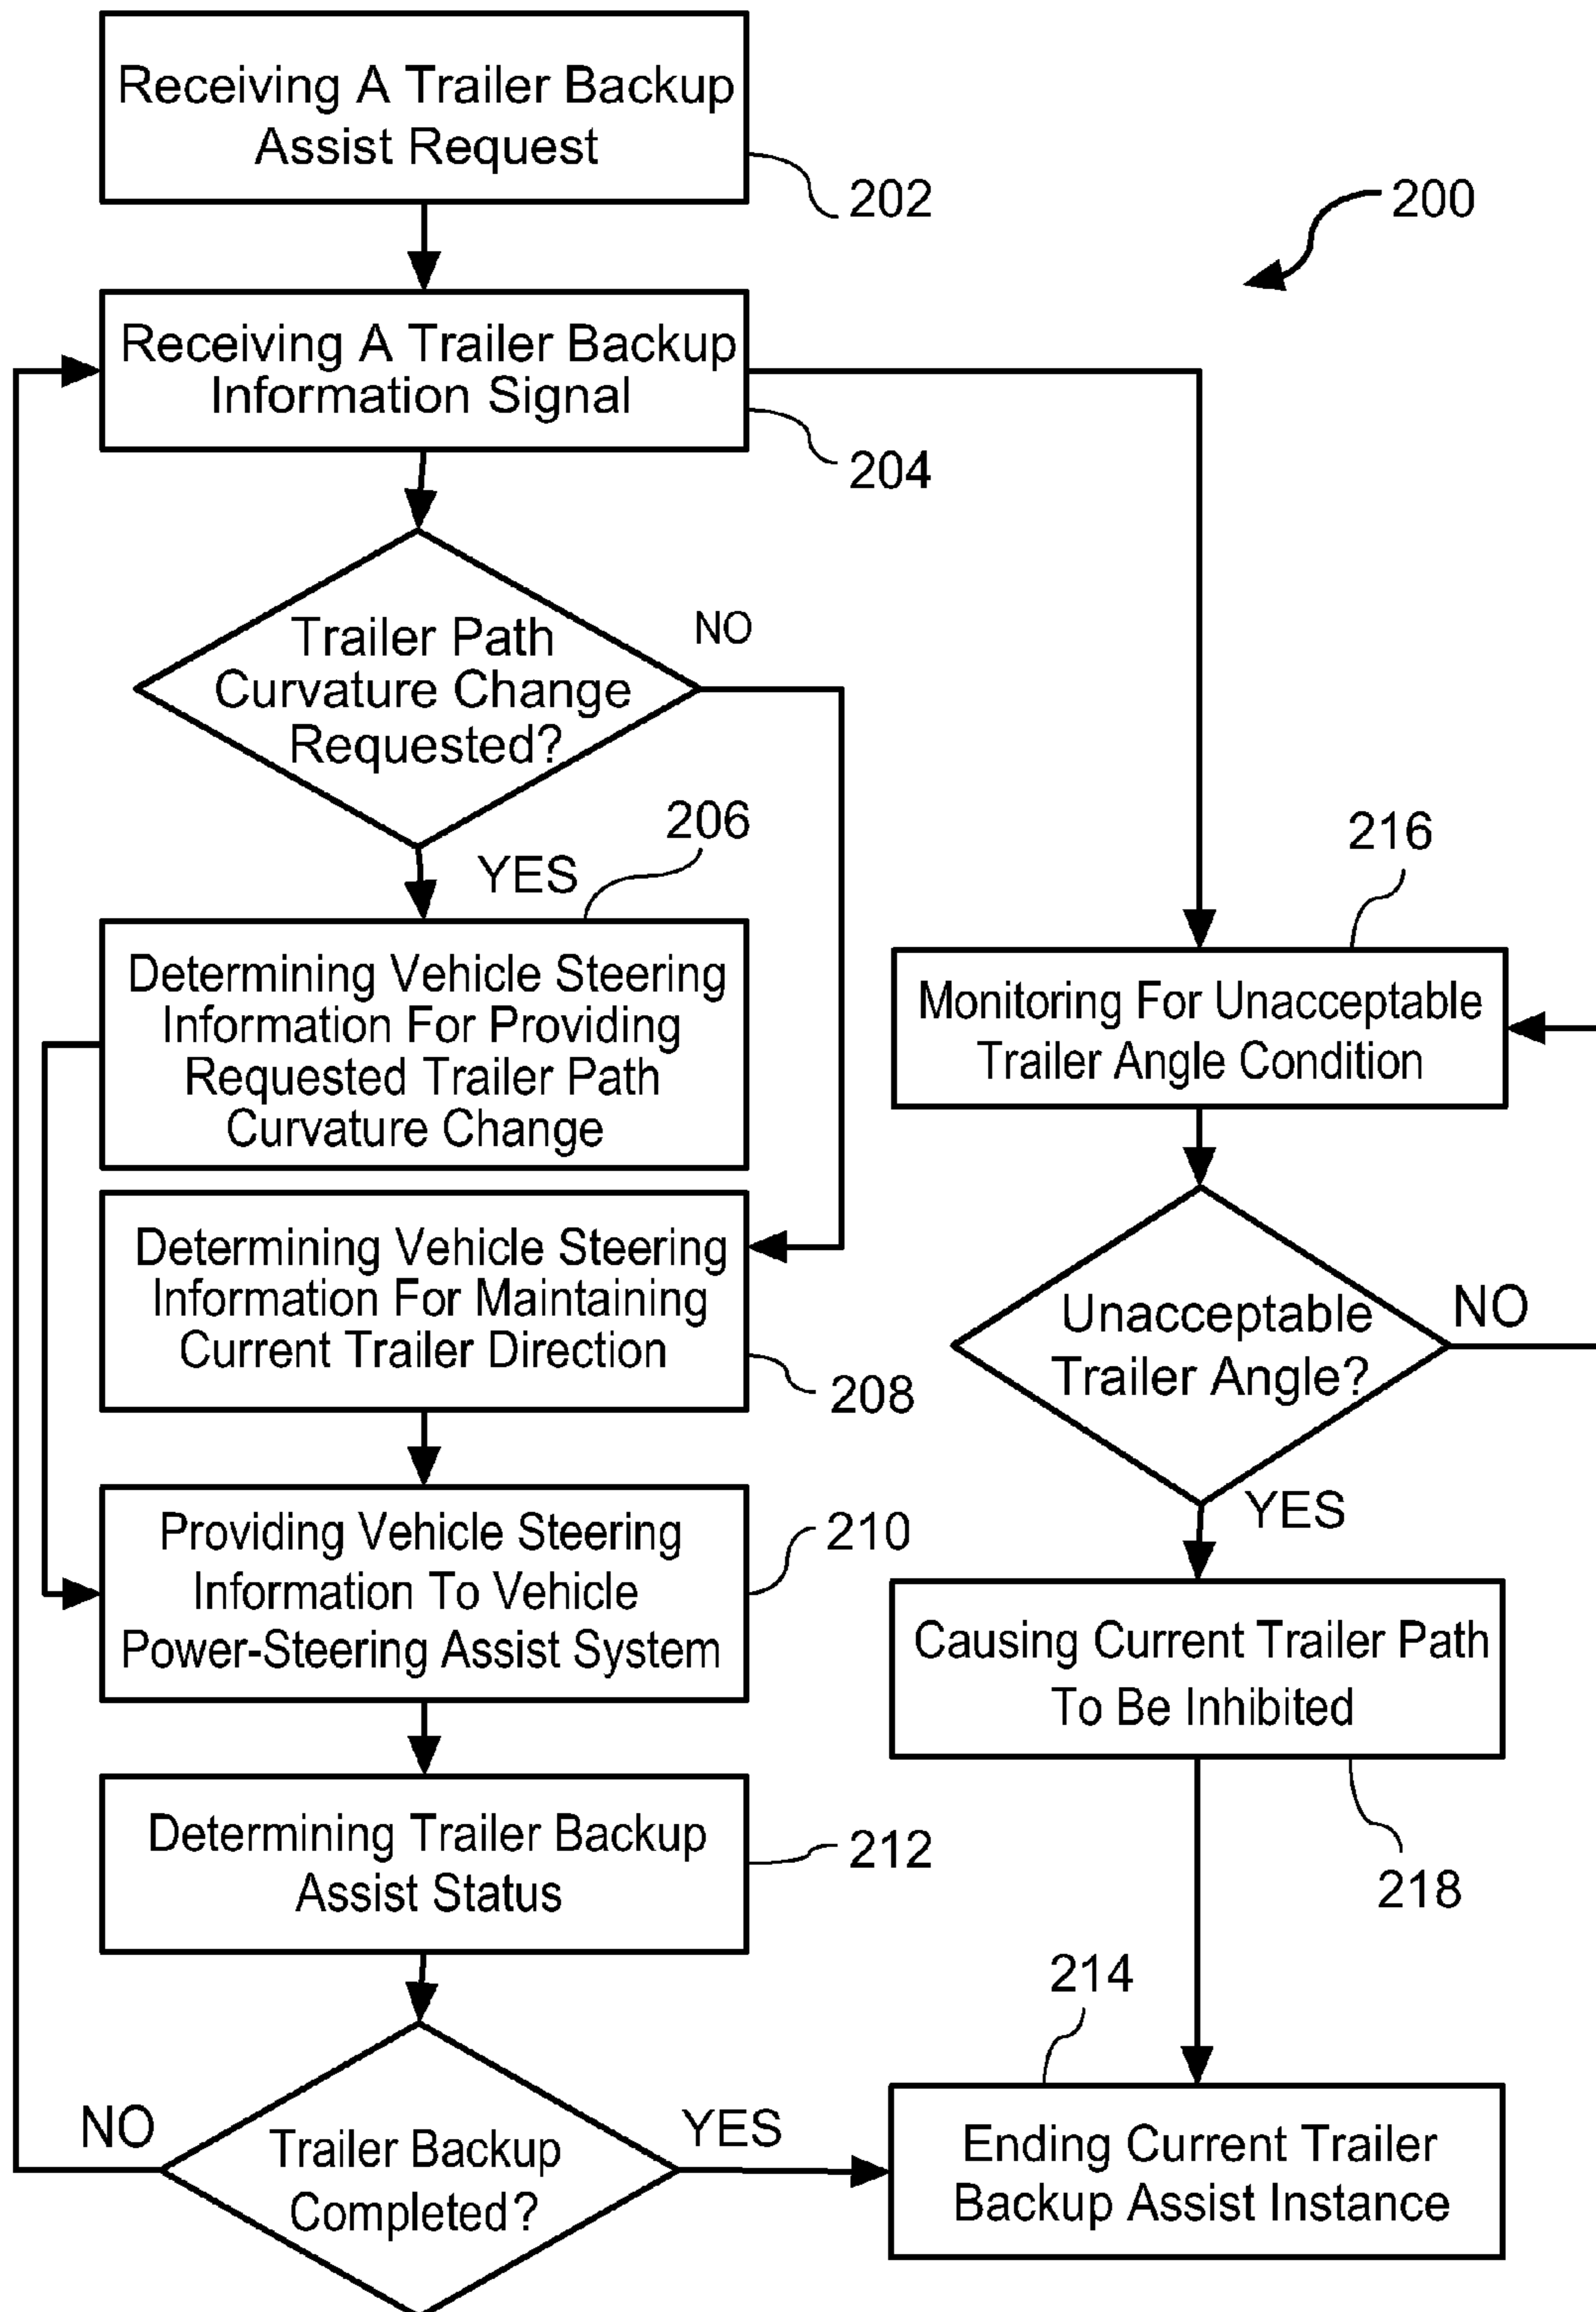 Receiving A Trailer Backup
Assist Request
202
200
Receiving A Trailer Backup
Information Signal
204
Trailer Path
Curvature Change
Requested?
NO
YES
206
Determining Vehicle Steering
Information For Providing
Requested Trailer Path
Curvature Change
Determining Vehicle Steering
Information For Maintaining
Current Trailer Direction
208
Providing Vehicle Steering
Information To Vehicle
Power-Steering Assist System
210
Determining Trailer Backup
Assist Status
212
Trailer Backup
Completed?
NO
YES
216
Monitoring For Unacceptable
Trailer Angle Condition
Unacceptable
Trailer Angle?
NO
YES
Causing Current Trailer Path
To Be Inhibited
218
214
Ending Current Trailer
Backup Assist Instance